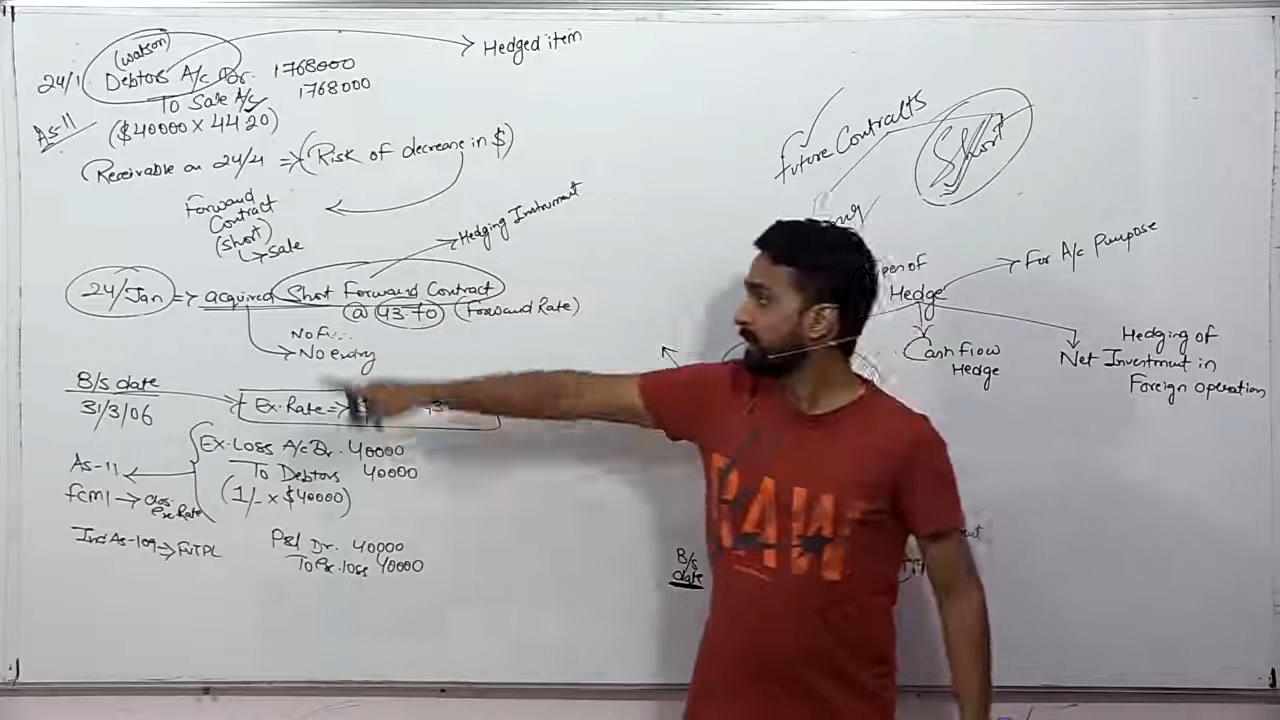 (watson)
24/1 Debtors A/c Dr. 1768000
To Sale A/c 1768000
($40000 x 44.20)
As-11
Receivable on 24/4 => (Risk of decrease in $)
Hedged item
Forward
Contract
(short)
Sale
Hedging Instrument
24/Jan => acquired Short Forward Contract
@ 43.70 (Forward Rate)
No entry
B/s date
31/3/06
Ex. Rate =>
Ex. Loss A/c Dr. 40000
To Debtors 40000
(1/- x $40000)
As-11
fcmi → clos. Ex. Rate
Ind As-109 → FVTPL
P&l Dr. 40000
To Ex. loss 40000
future Contracts
Short
Types of
Hedge
For A/c Purpose
Cash flow
Hedge
Hedging of
Net Investment in
Foreign operation
B/s
date
RAW